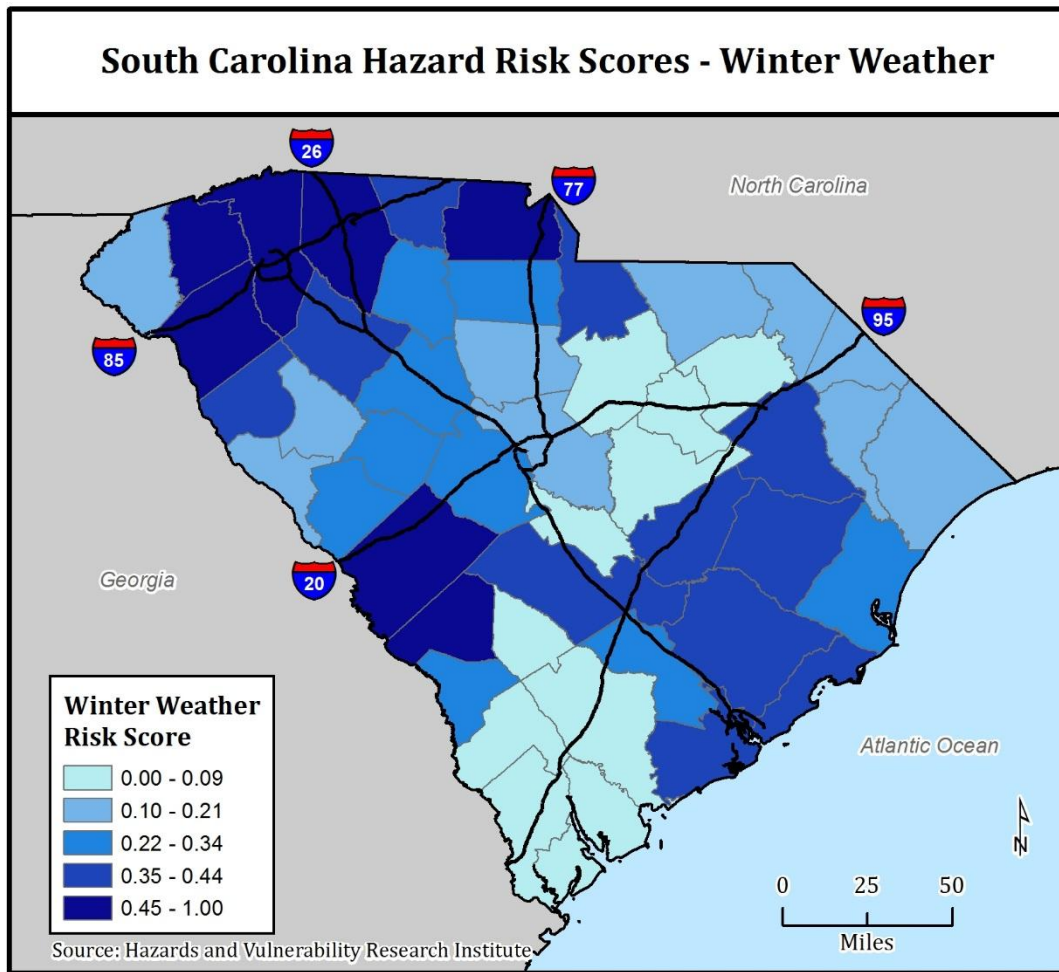 South Carolina Hazard Risk Scores - Winter Weather
26
77
North Carolina
95
85
Georgia
20
Winter Weather
Risk Score
0.00 - 0.09
0.10 - 0.21
0.22 - 0.34
0.35 - 0.44
0.45 - 1.00
Atlantic Ocean
N
0 25 50
Miles
Source: Hazards and Vulnerability Research Institute